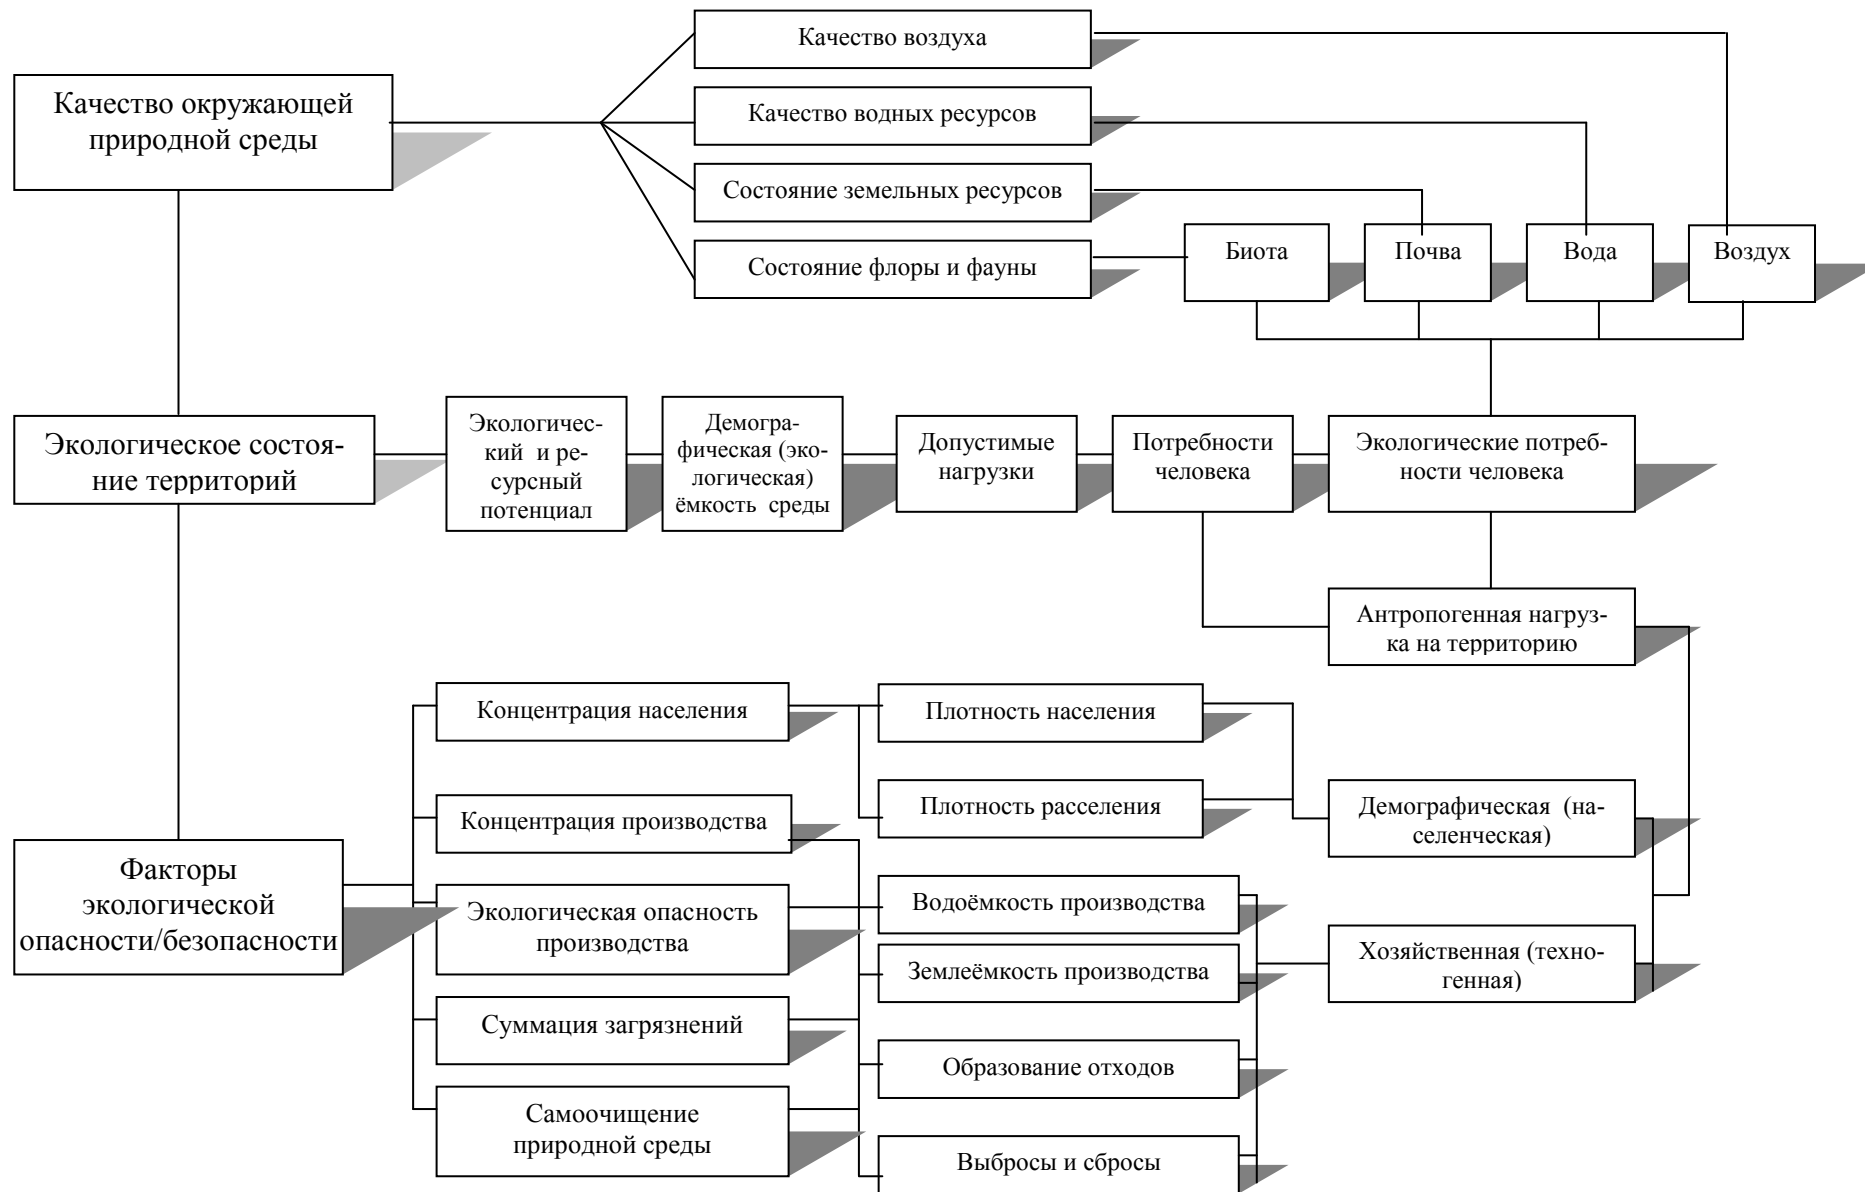 Качество воздуха
Качество окружающей
природной среды
Качество водных ресурсов
Состояние земельных ресурсов
Состояние флоры и фауны
Биота
Почва
Вода
Воздух
Экологическое состоя-
ние территорий
Экологичес-
кий и ре-
сурсный
потенциал
Демогра-
фическая (эко-
логическая)
ёмкость среды
Допустимые
нагрузки
Потребности
человека
Экологические потреб-
ности человека
Антропогенная нагруз-
ка на территорию
Концентрация населения
Плотность населения
Концентрация производства
Плотность расселения
Демографическая (на-
селенческая)
Факторы
экологической
опасности/безопасности
Экологическая опасность
производства
Водоёмкость производства
Землеёмкость производства
Хозяйственная (техно-
генная)
Суммация загрязнений
Образование отходов
Самоочищение
природной среды
Выбросы и сбросы